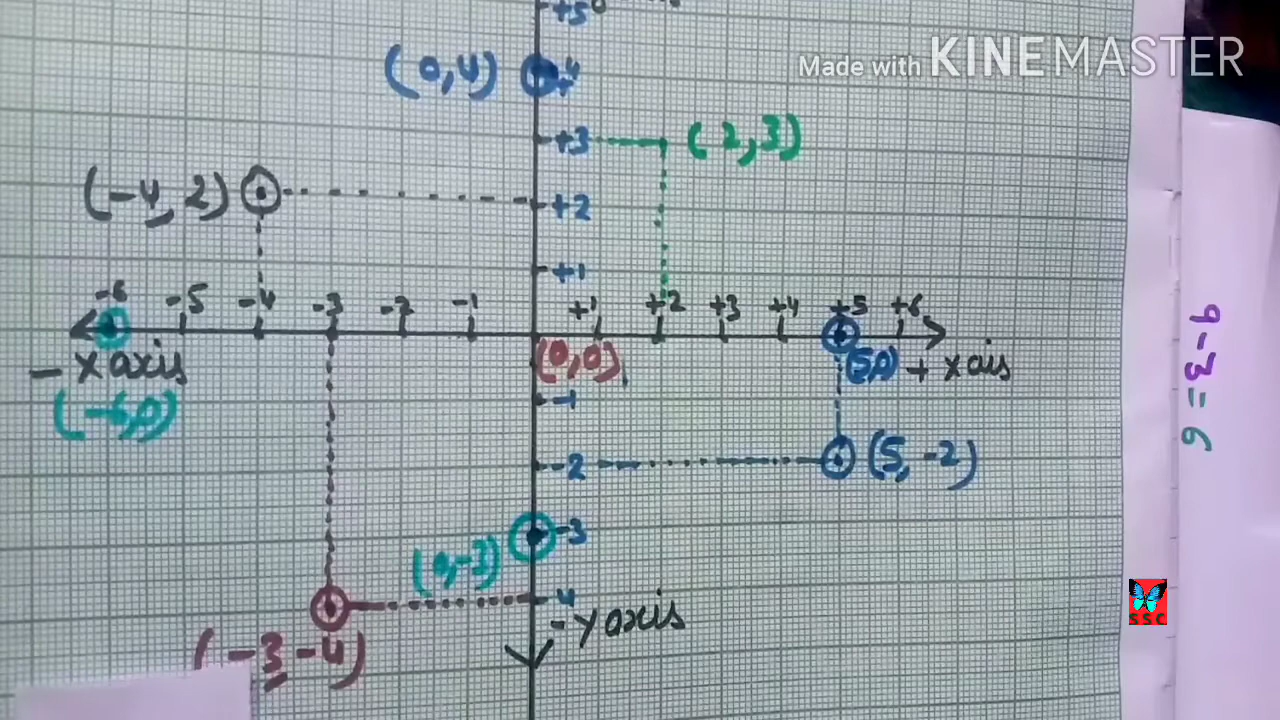 +5
Made with KINEMASTER
(0,4) +4
+3 (2,3)
(-4,2) +2
+1
-6 -5 -4 -3 -2 -1 +1 +2 +3 +4 +5 +6
(0,0) (5,0)
- X axis + X ais
(-6,0)
-1
-2 (5,-2)
-3
(0,-3)
-4
- Y axis
(-3 -4)
9-3=6
SSC